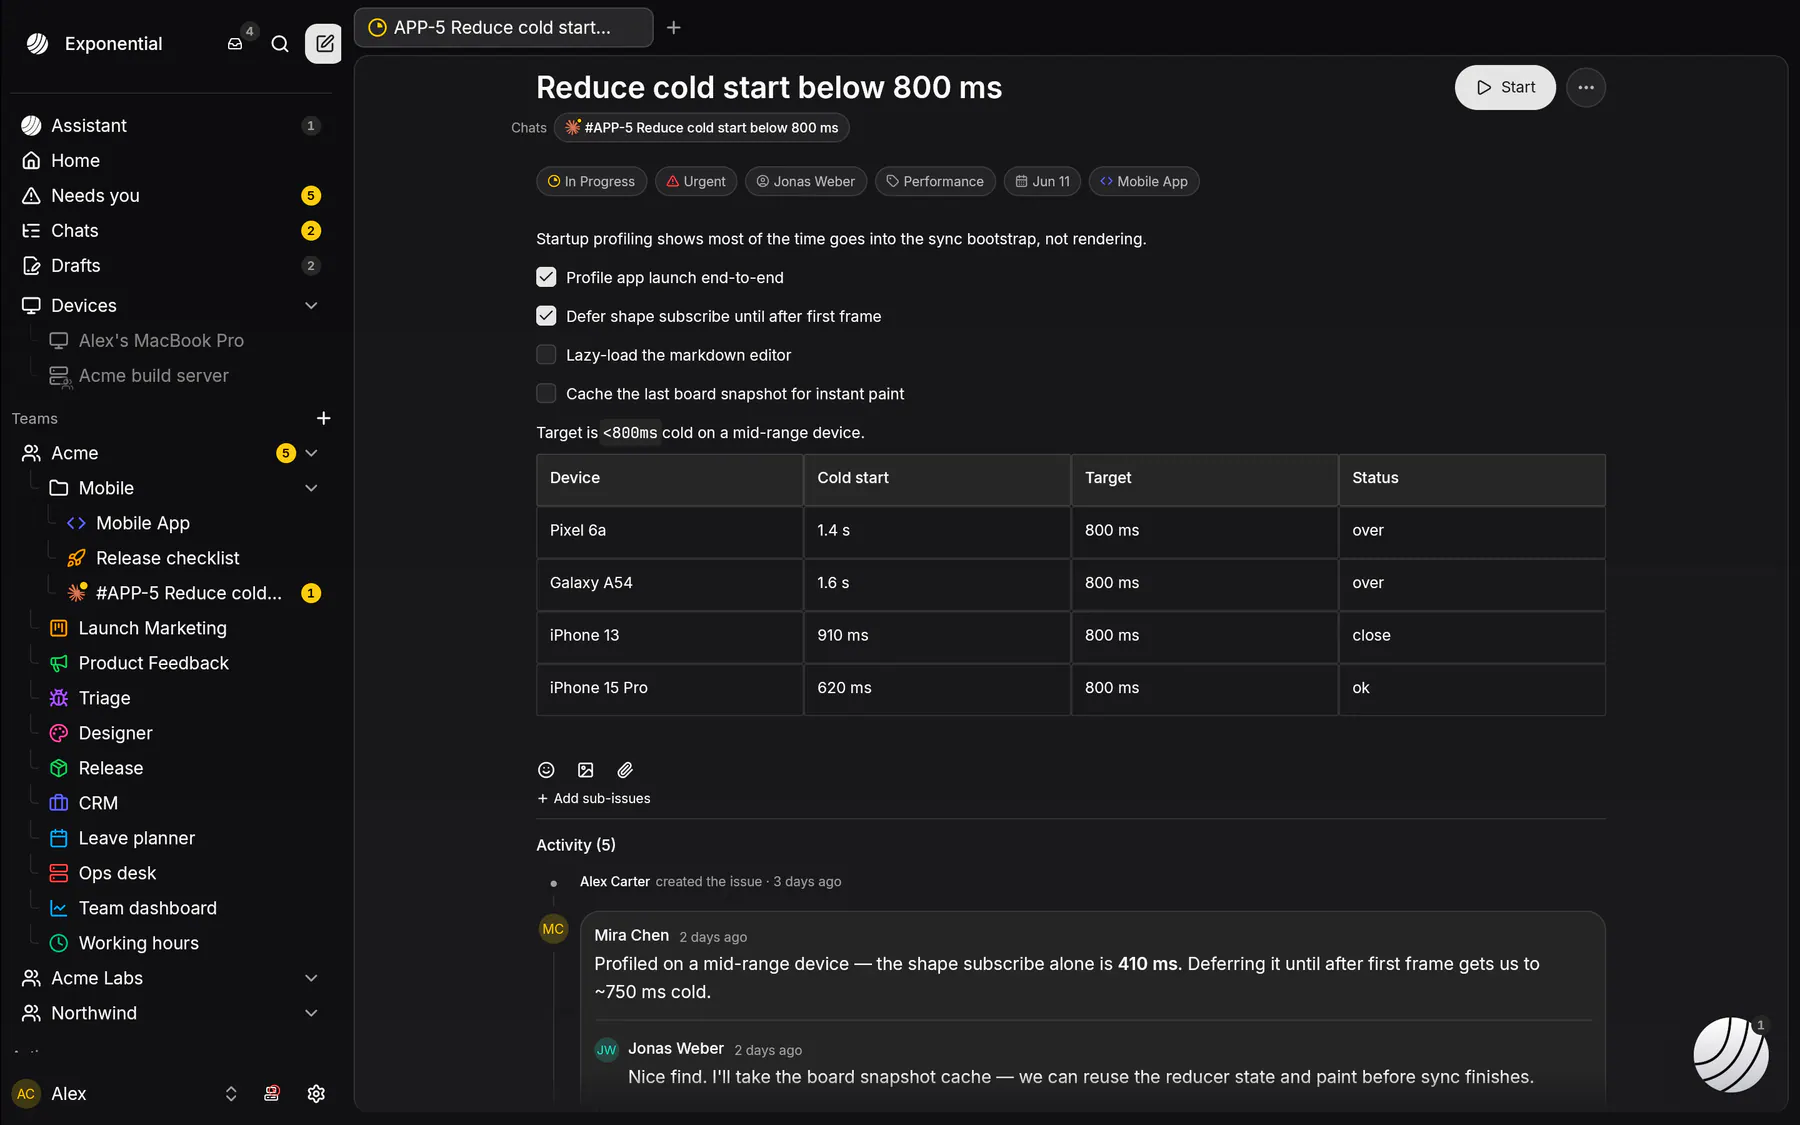 Exponential
4
APP-5 Reduce cold start...
Assistant
1
Home
Needs you
5
Chats
2
Drafts
2
Devices
Alex's MacBook Pro
Acme build server
Teams
Acme
5
Mobile
Mobile App
Release checklist
#APP-5 Reduce cold...
1
Launch Marketing
Product Feedback
Triage
Designer
Release
CRM
Leave planner
Ops desk
Team dashboard
Working hours
Acme Labs
Northwind
AC
Alex
Reduce cold start below 800 ms
Start
Chats
#APP-5 Reduce cold start below 800 ms
In Progress
Urgent
Jonas Weber
Performance
Jun 11
Mobile App
Startup profiling shows most of the time goes into the sync bootstrap, not rendering.
Profile app launch end-to-end
Defer shape subscribe until after first frame
Lazy-load the markdown editor
Cache the last board snapshot for instant paint
Target is <800ms cold on a mid-range device.
Device Cold start Target Status
Pixel 6a 1.4 s 800 ms over
Galaxy A54 1.6 s 800 ms over
iPhone 13 910 ms 800 ms close
iPhone 15 Pro 620 ms 800 ms ok
+ Add sub-issues
Activity (5)
Alex Carter created the issue · 3 days ago
MC
Mira Chen 2 days ago
Profiled on a mid-range device — the shape subscribe alone is 410 ms. Deferring it until after first frame gets us to
~750 ms cold.
JW
Jonas Weber 2 days ago
Nice find. I'll take the board snapshot cache — we can reuse the reducer state and paint before sync finishes.
1